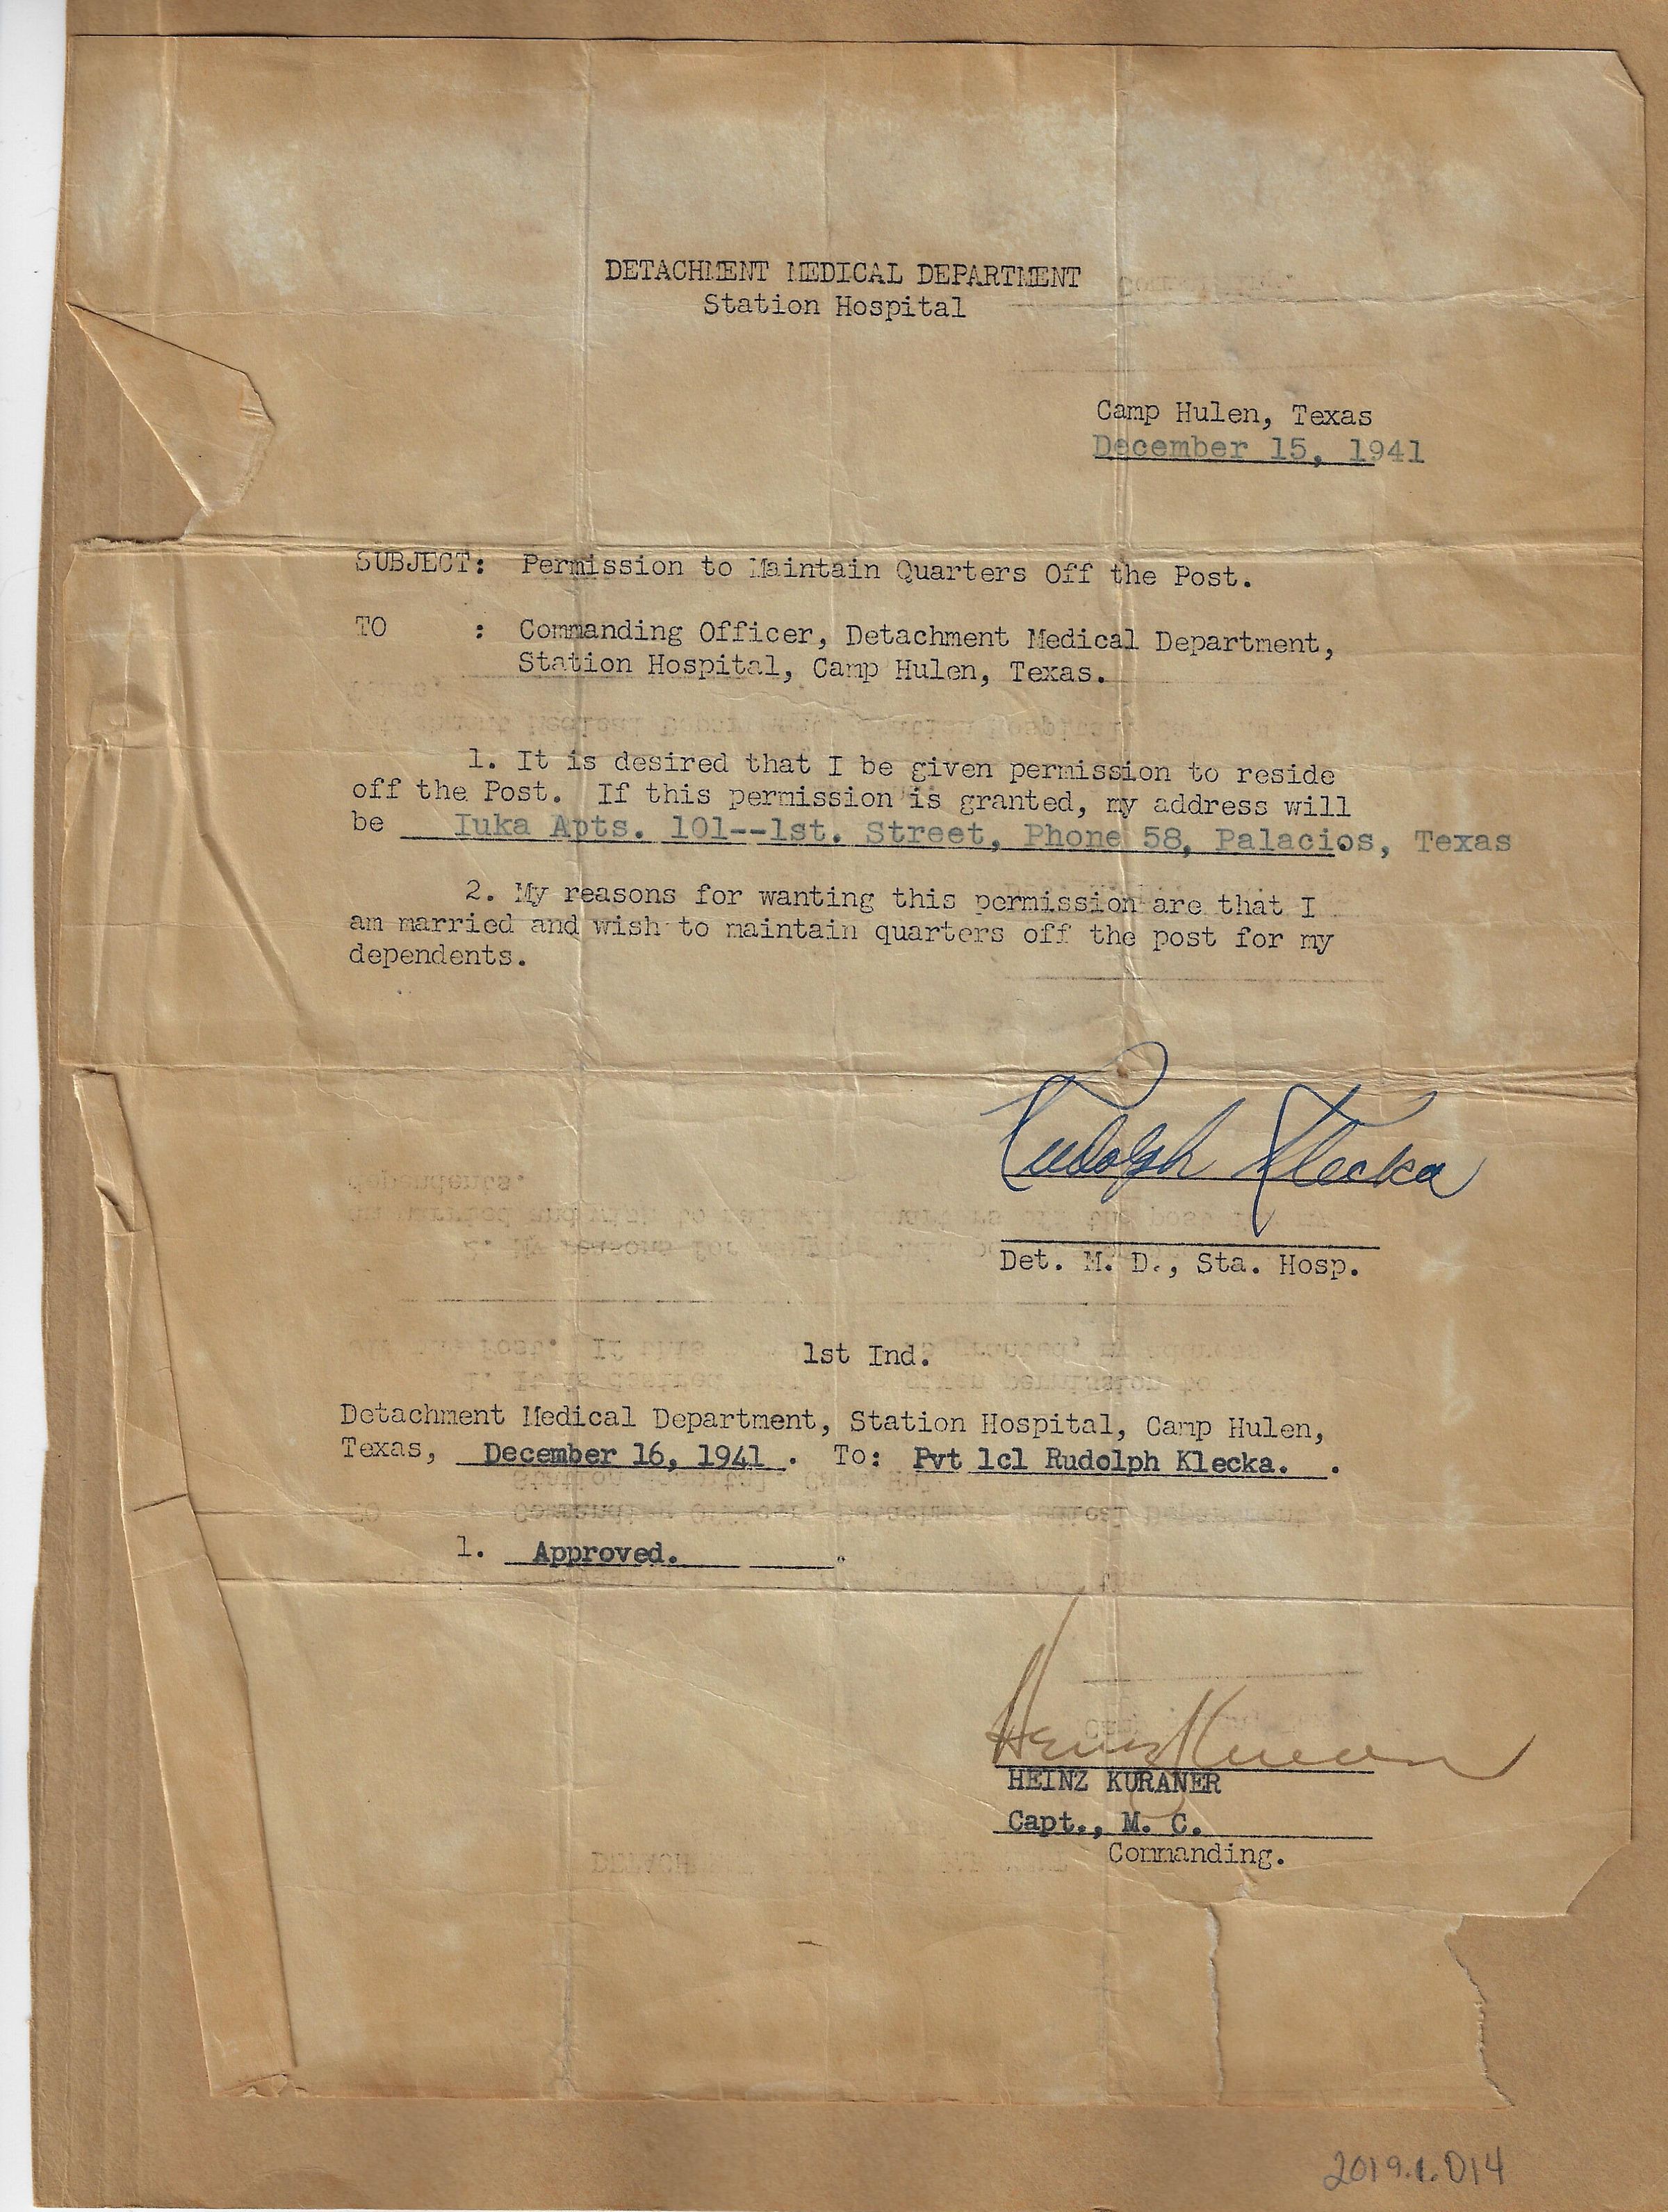 DETACHMENT MEDICAL DEPARTMENT
Station Hospital
Camp Hulen, Texas
December 15, 1941
SUBJECT: Permission to Maintain Quarters Off the Post.
TO : Commanding Officer, Detachment Medical Department,
Station Hospital, Camp Hulen, Texas.
1. It is desired that I be given permission to reside
off the Post. If this permission is granted, my address will
be Iuka Apts. 101--1st. Street, Phone 58, Palacios, Texas
2. My reasons for wanting this permission are that I
am married and wish to maintain quarters off the post for my
dependents.
Rudolph Klecka
Det. M. D., Sta. Hosp.
1st Ind.
Detachment Medical Department, Station Hospital, Camp Hulen,
Texas, December 16, 1941. To: Pvt 1cl Rudolph Klecka. .
1. Approved. .
Heinz Kuraner
HEINZ KURANER
Capt., M. C.
Commanding.
2019.1.014